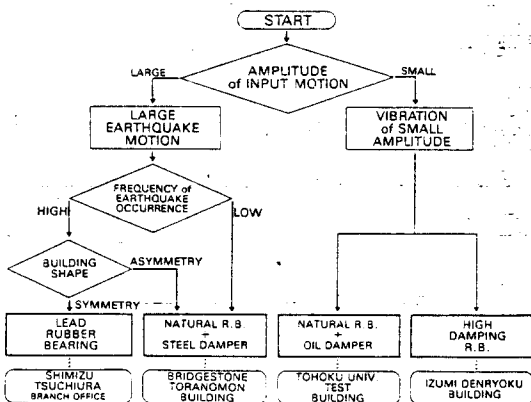 START
AMPLITUDE
of INPUT MOTION
LARGE
SMALL
LARGE
EARTHQUAKE
MOTION
VIBRATION
of SMALL
AMPLITUDE
FREQUENCY of
EARTHQUAKE
OCCURRENCE
HIGH
LOW
BUILDING
SHAPE
ASYMMETRY
SYMMETRY
LEAD
RUBBER
BEARING
NATURAL R.B.
+
STEEL DAMPER
NATURAL R.B.
+
OIL DAMPER
HIGH
DAMPING
R.B.
SHIMIZU
TSUCHIURA
BRANCH OFFICE
BRIDGESTONE
TORANOMON
BUILDING
TOHOKU UNIV.
TEST
BUILDING
IZUMI DENRYOKU
BUILDING